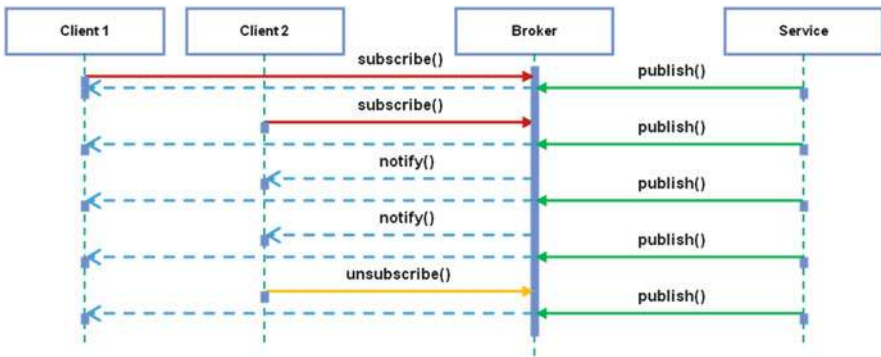 Client 1
Client 2
Broker
Service
subscribe()
publish()
subscribe()
publish()
notify()
publish()
notify()
publish()
unsubscribe()
publish()